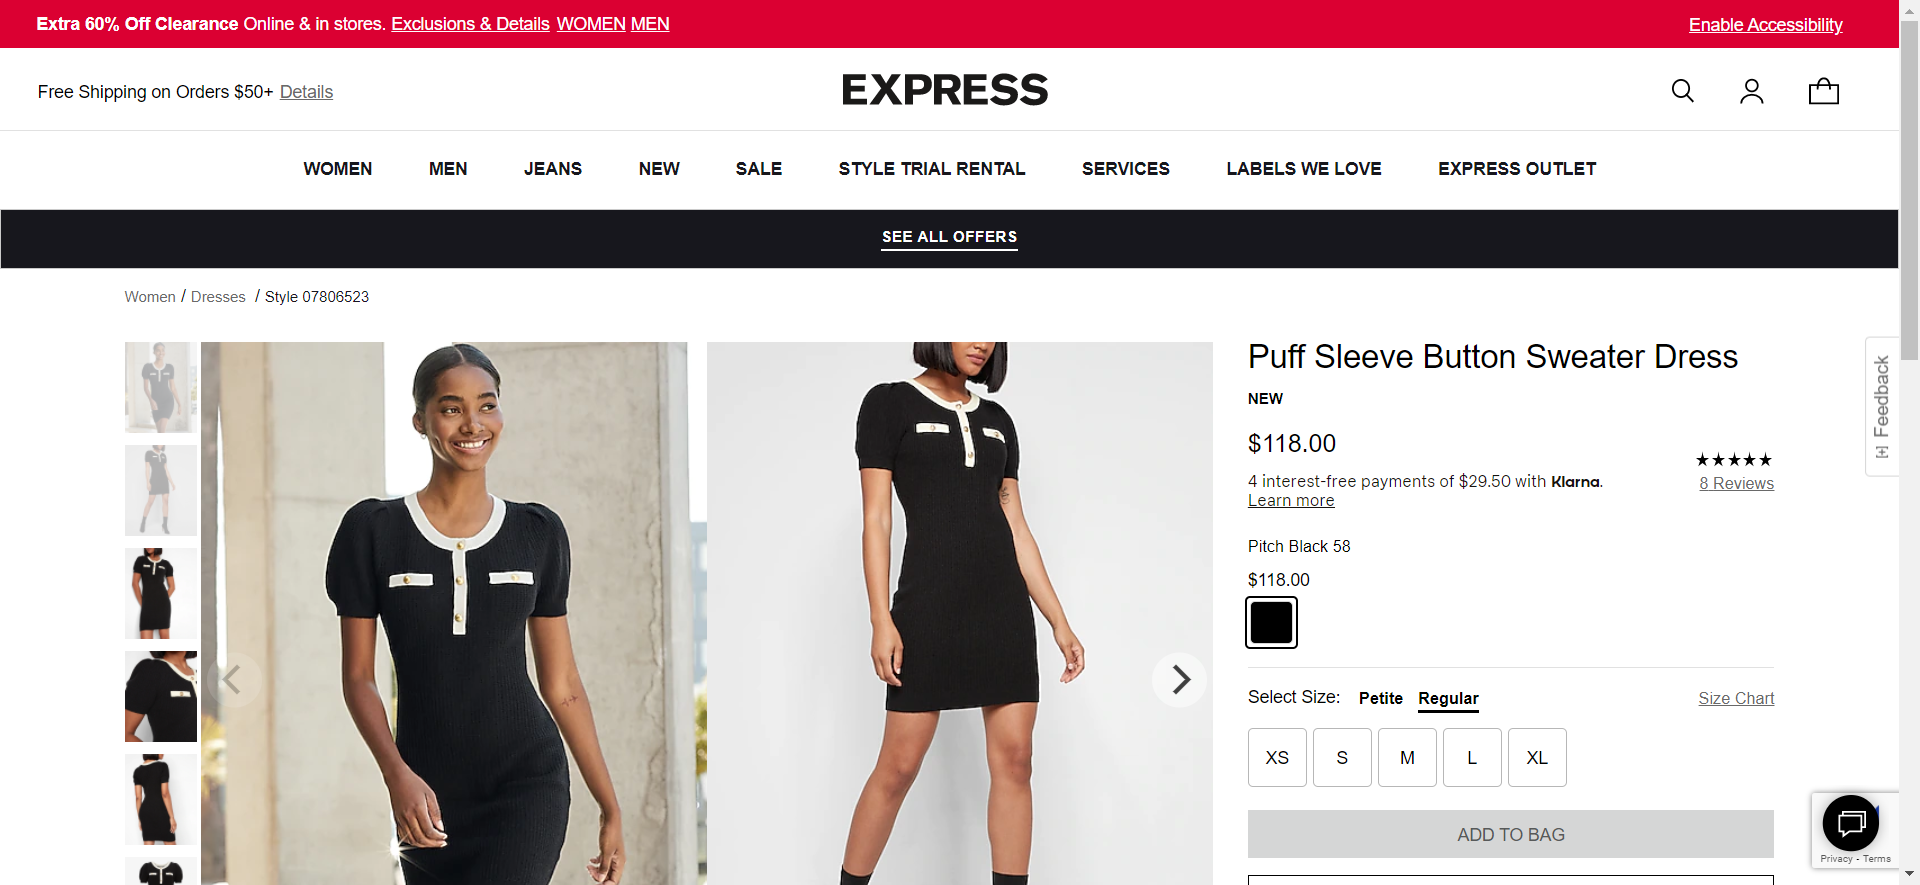 Extra 60% Off Clearance Online & in stores. Exclusions & Details WOMEN MEN
Enable Accessibility
Free Shipping on Orders $50+ Details
EXPRESS
WOMEN MEN JEANS NEW SALE STYLE TRIAL RENTAL SERVICES LABELS WE LOVE EXPRESS OUTLET
SEE ALL OFFERS
Women / Dresses / Style 07806523
Puff Sleeve Button Sweater Dress
NEW
$118.00
4 interest-free payments of $29.50 with Klarna.
Learn more
8 Reviews
Pitch Black 58
$118.00
Select Size: Petite Regular
Size Chart
XS S M L XL
ADD TO BAG
[+] Feedback
Privacy - Terms